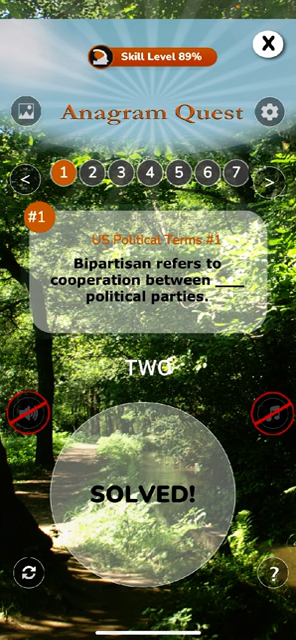 Skill Level 89%
X
Anagram Quest
< 1 2 3 4 5 6 7 >
#1
US Political Terms #1
Bipartisan refers to
cooperation between ____
political parties.
TWO
SOLVED!
?